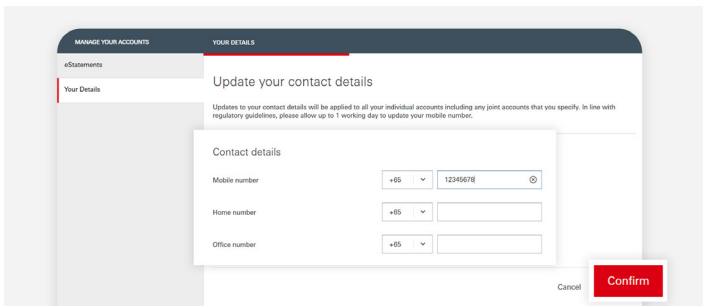 MANAGE YOUR ACCOUNTS
YOUR DETAILS
eStatements
Your Details
Update your contact details
Updates to your contact details will be applied to all your individual accounts including any joint accounts that you specify. In line with
regulatory guidelines, please allow up to 1 working day to update your mobile number.
Contact details
Mobile number +65 12345678
Home number +65
Office number +65
Cancel Confirm